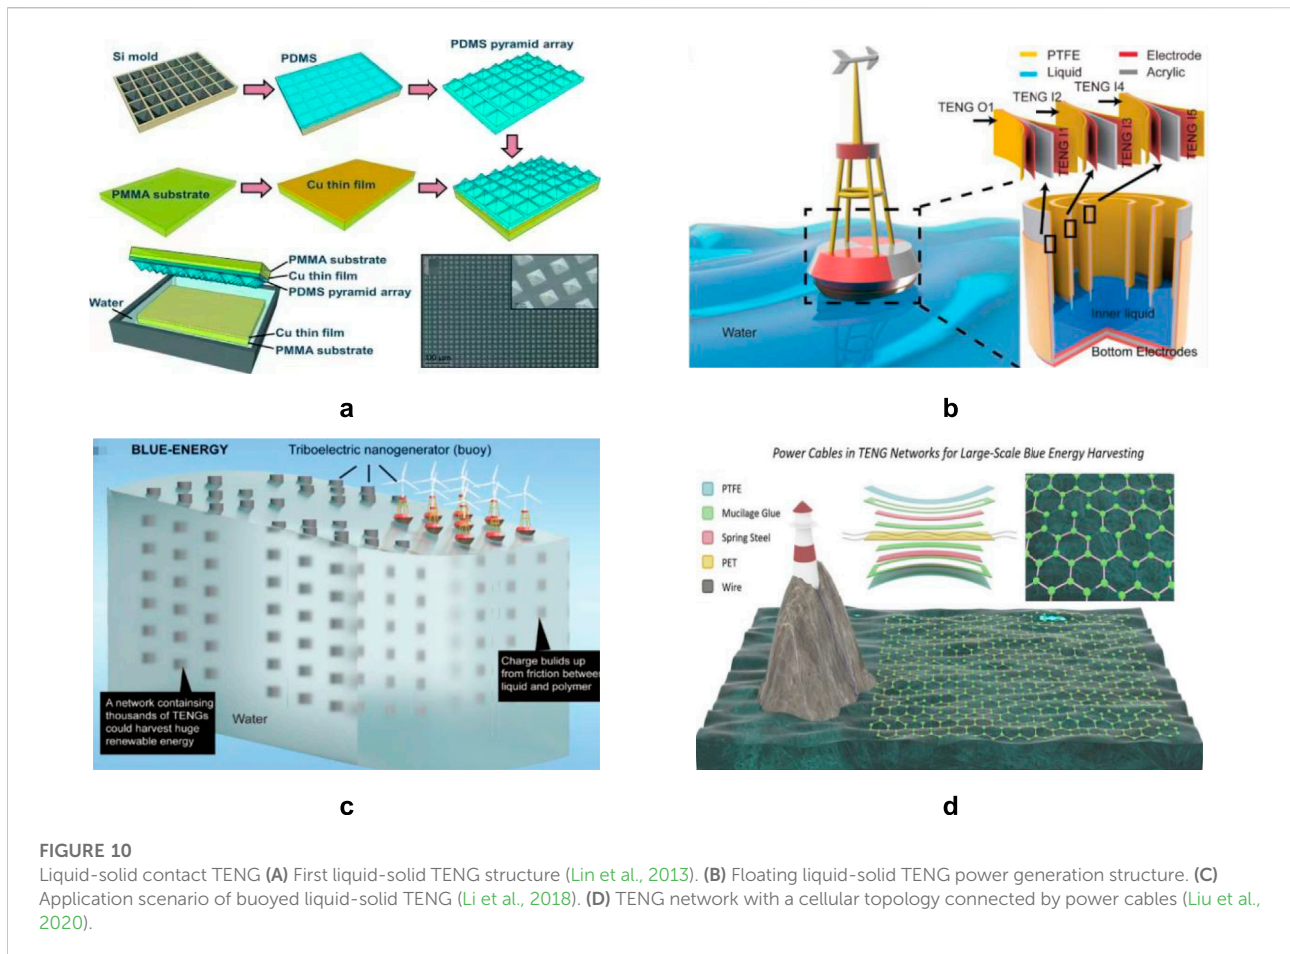 Si mold
PDMS
PDMS pyramid array
PMMA substrate
Cu thin film
PMMA substrate
Cu thin film
PDMS pyramid array
Water
Cu thin film
PMMA substrate
100 μm
a
PTFE
Electrode
Liquid
Acrylic
TENG O1
TENG I2
TENG I4
TENG I1
TENG I3
TENG I5
Water
Inner liquid
Bottom Electrodes
b
BLUE-ENERGY
Triboelectric nanogenerator (buoy)
Charge bulids up
from friction between
liquid and polymer
A network containsing
thousands of TENGs
could harvest huge
renewable energy
Water
c
Power Cables in TENG Networks for Large-Scale Blue Energy Harvesting
PTFE
Mucilage Glue
Spring Steel
PET
Wire
d
FIGURE 10
Liquid-solid contact TENG (A) First liquid-solid TENG structure (Lin et al., 2013). (B) Floating liquid-solid TENG power generation structure. (C)
Application scenario of buoyed liquid-solid TENG (Li et al., 2018). (D) TENG network with a cellular topology connected by power cables (Liu et al.,
2020).